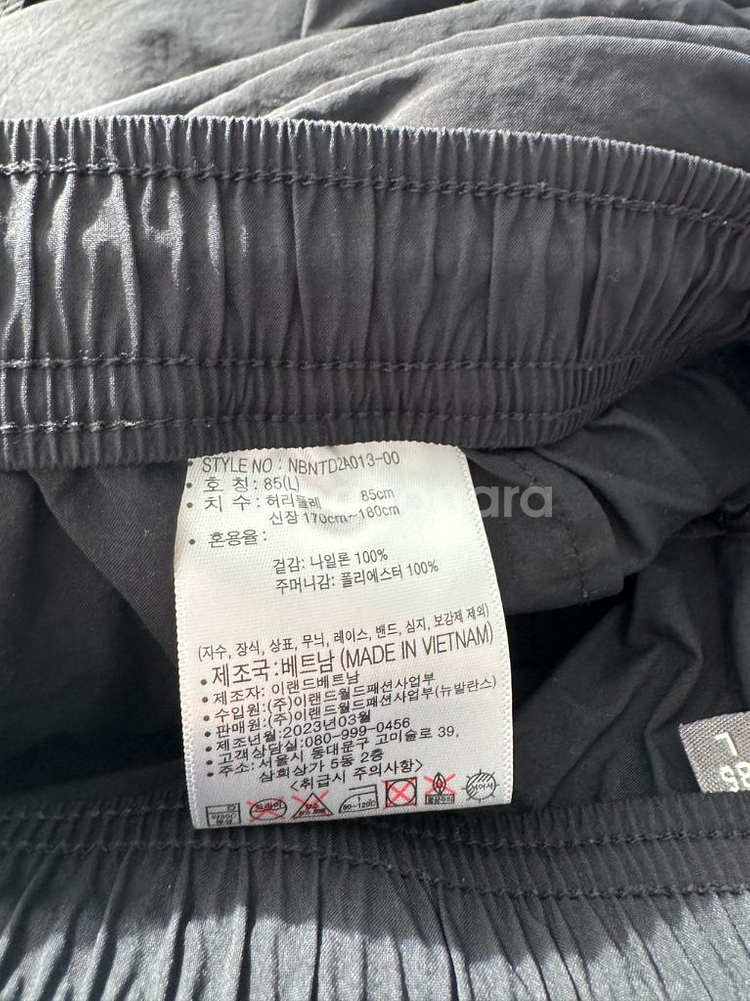 STYLE NO : NBNTD2A013-00
호 칭 : 85(L)
치 수 : 허리둘레 85cm
신장 170cm~180cm
혼용율 :
겉감: 나일론 100%
주머니감: 폴리에스터 100%
(자수, 장식, 상표, 무늬, 레이스, 밴드, 심지, 보강제 제외)
제조국 : 베트남 (MADE IN VIETNAM)
제조자 : 이랜드베트남
수입원 : (주)이랜드월드패션사업부
판매원 : (주)이랜드월드패션사업부(뉴발란스)
제조년월 : 2023년03월
고객상담실 : 080-999-0456
주소 : 서울시 동대문구 고미술로 39,
삼희상가 5동 2층
<취급시 주의사항>
드라이
80~120℃
L